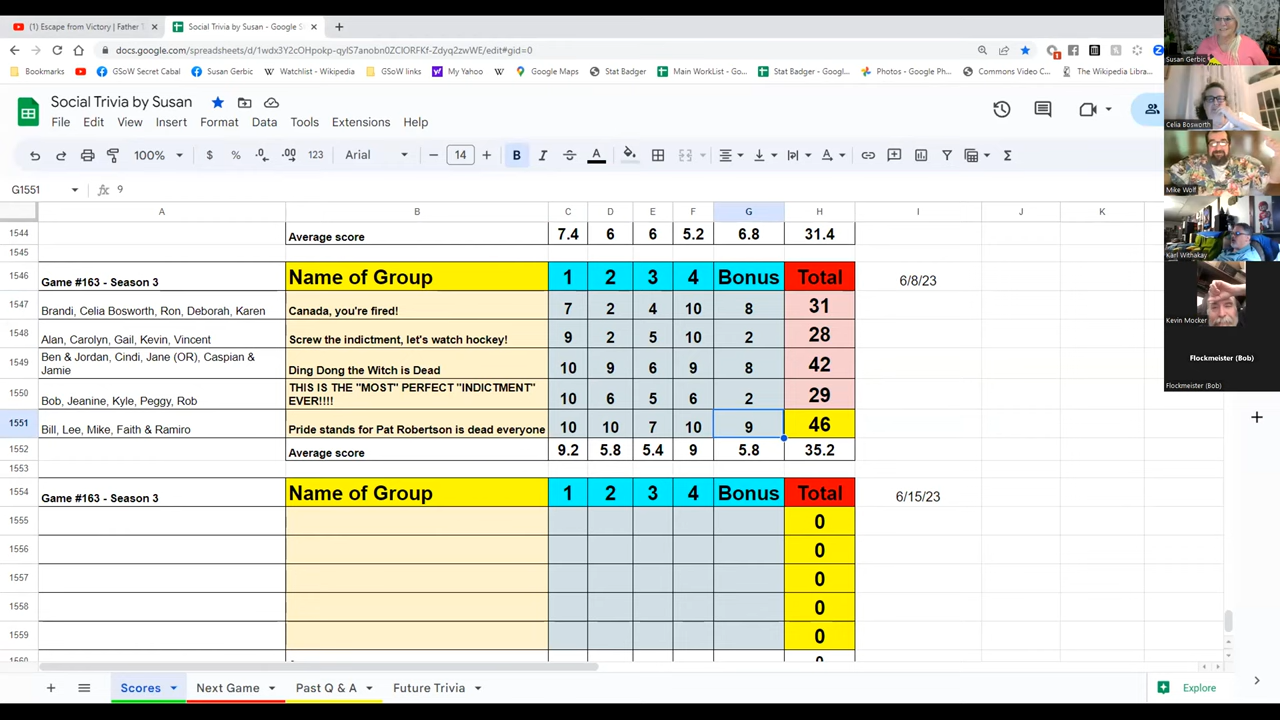 (1) Escape from Victory | Father T
Social Trivia by Susan - Google S
docs.google.com/spreadsheets/d/1wdx3Y2cOHpokp-qyIS7anobn0ZClORFKf-Zdyq2zwW/edit#gid=0
Bookmarks GSoW Secret Cabal Susan Gerbic Watchlist - Wikipedia GSoW links My Yahoo Google Maps Stat Badger Main WorkList - Go... Stat Badger - Goog... Photos - Google Ph... Commons Video C... The Wikipedia Libra...
Social Trivia by Susan
File Edit View Insert Format Data Tools Extensions Help
100% $ % .0 .00 123 Arial 14 B I S A
G1551 fx 9
A B C D E F G H I J K
1544 Average score 7.4 6 6 5.2 6.8 31.4
1545
1546 Game #163 - Season 3 Name of Group 1 2 3 4 Bonus Total 6/8/23
1547 Brandi, Celia Bosworth, Ron, Deborah, Karen Canada, you're fired! 7 2 4 10 8 31
1548 Alan, Carolyn, Gail, Kevin, Vincent Screw the indictment, let's watch hockey! 9 2 5 10 2 28
1549 Ben & Jordan, Cindi, Jane (OR), Caspian &
Jamie Ding Dong the Witch is Dead 10 9 6 9 8 42
1550 THIS IS THE "MOST" PERFECT "INDICTMENT"
Bob, Jeanine, Kyle, Peggy, Rob EVER!!!! 10 6 5 6 2 29
1551 Bill, Lee, Mike, Faith & Ramiro Pride stands for Pat Robertson is dead everyone 10 10 7 10 9 46
1552 Average score 9.2 5.8 5.4 9 5.8 35.2
1553
1554 Game #163 - Season 3 Name of Group 1 2 3 4 Bonus Total 6/15/23
1555 0
1556 0
1557 0
1558 0
1559 0
1560 0
Scores Next Game Past Q & A Future Trivia Explore
Susan Gerbic
Celia Bosworth
Mike Wolf
Karl Withakay
Kevin Mocker
Flockmeister (Bob)
Flockmeister (Bob)